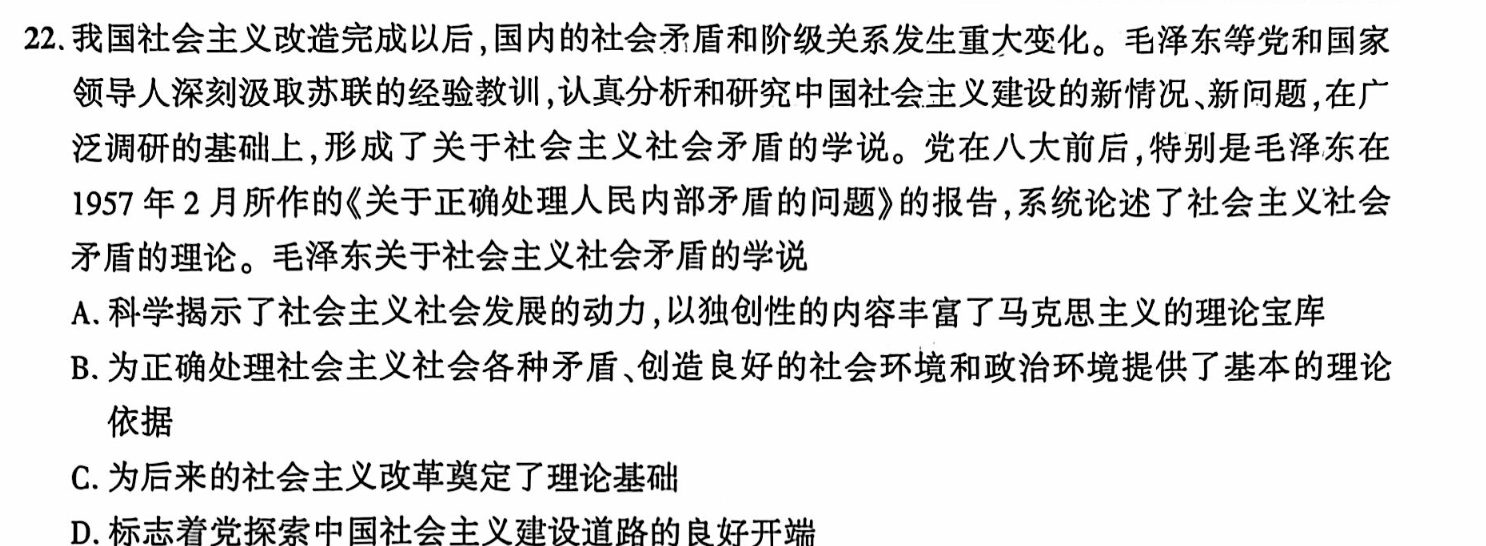 22. 我国社会主义改造完成以后,国内的社会矛盾和阶级关系发生重大变化。毛泽东等党和国家
领导人深刻汲取苏联的经验教训,认真分析和研究中国社会主义建设的新情况、新问题,在广
泛调研的基础上,形成了关于社会主义社会矛盾的学说。党在八大前后,特别是毛泽东在
1957 年 2 月所作的《关于正确处理人民内部矛盾的问题》的报告,系统论述了社会主义社会
矛盾的理论。毛泽东关于社会主义社会矛盾的学说
A. 科学揭示了社会主义社会发展的动力,以独创性的内容丰富了马克思主义的理论宝库
B. 为正确处理社会主义社会各种矛盾、创造良好的社会环境和政治环境提供了基本的理论
依据
C. 为后来的社会主义改革奠定了理论基础
D. 标志着党探索中国社会主义建设道路的良好开端